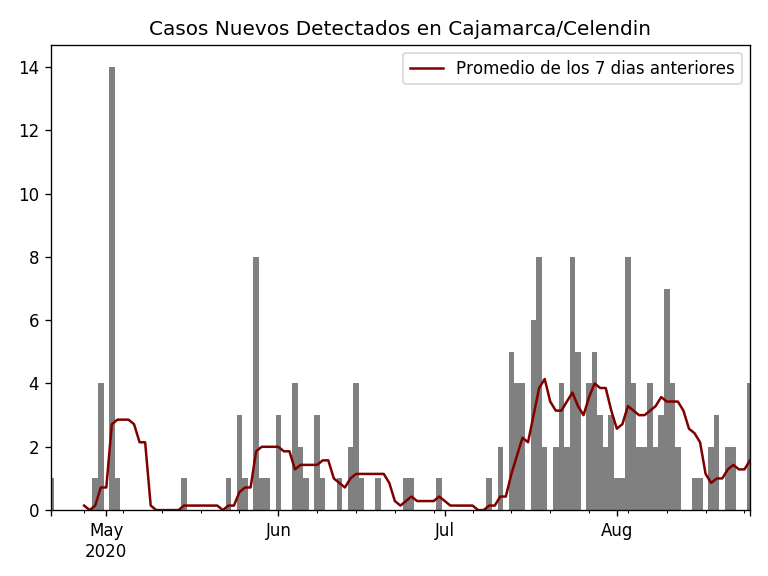 Casos Nuevos Detectados en Cajamarca/Celendin
Promedio de los 7 dias anteriores
14
12
10
8
6
4
2
0
May
2020
Jun
Jul
Aug